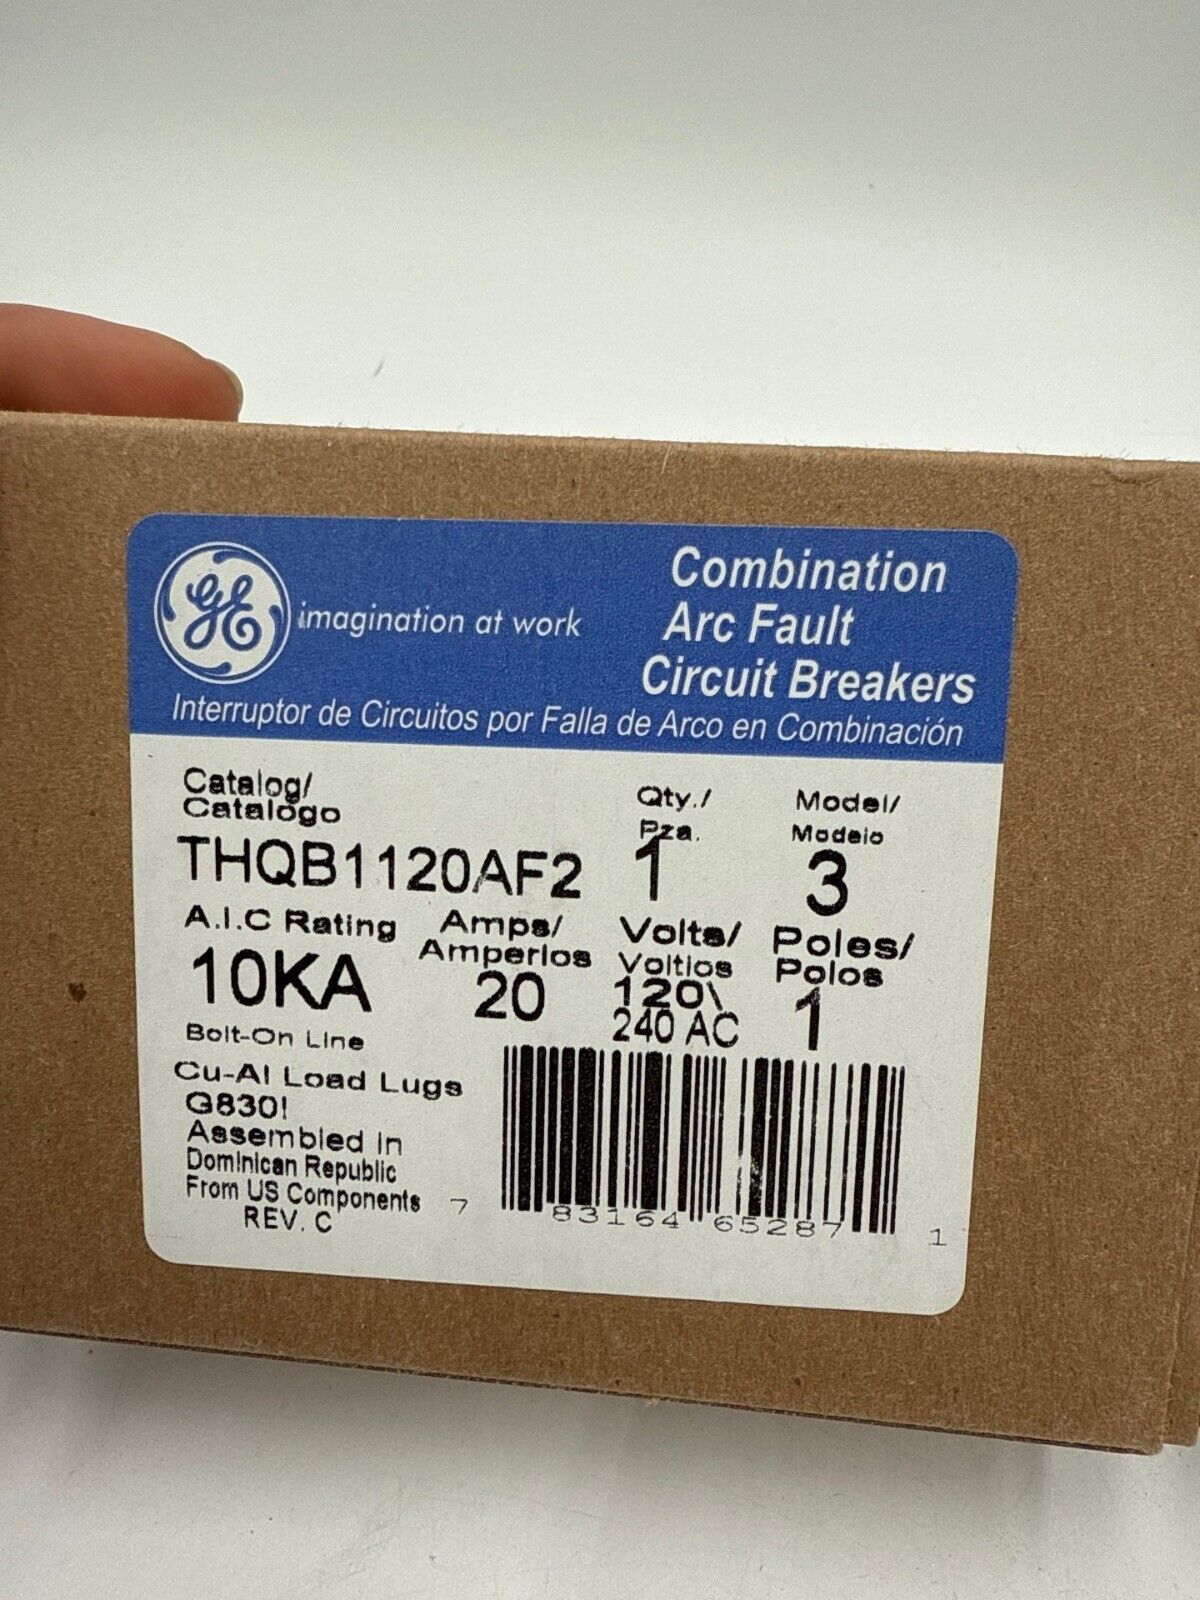 GE
imagination at work
Combination
Arc Fault
Circuit Breakers
Interruptor de Circuitos por Falla de Arco en Combinación
Catalog/
Catalógo
THQB1120AF2
Qty./
Pza.
1
Model/
Modelo
3
A.I.C Rating
10KA
Amps/
Amperios
20
Volts/
Voltios
120\
240 AC
Poles/
Polos
1
Bolt-On Line
Cu-Al Load Lugs
G830!
Assembled in
Dominican Republic
From US Components
REV. C
7 83164 65287 1